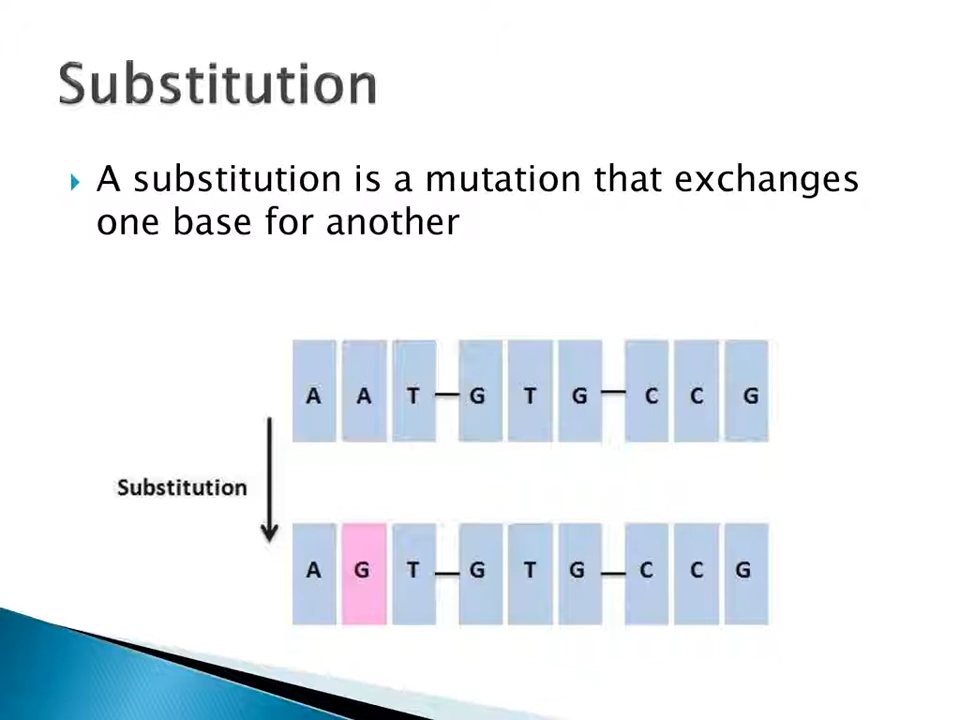 Substitution
A substitution is a mutation that exchanges
one base for another
A A T G T G C C G
Substitution
A G T G T G C C G